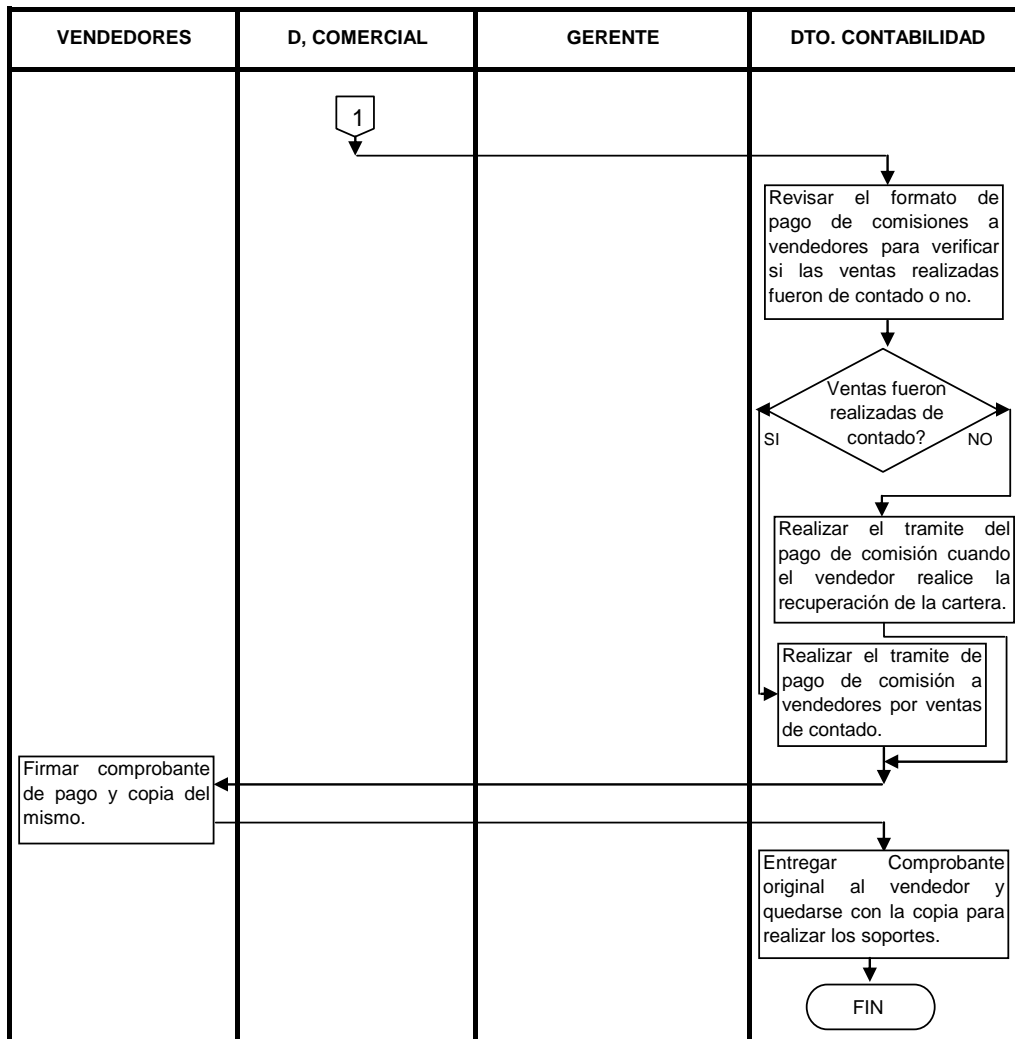 VENDEDORES
D, COMERCIAL
GERENTE
DTO. CONTABILIDAD
1
Revisar el formato de
pago de comisiones a
vendedores para verificar
si las ventas realizadas
fueron de contado o no.
Ventas fueron
realizadas de
contado?
SI
NO
Realizar el tramite del
pago de comisión cuando
el vendedor realice la
recuperación de la cartera.
Realizar el tramite de
pago de comisión a
vendedores por ventas
de contado.
Firmar comprobante
de pago y copia del
mismo.
Entregar Comprobante
original al vendedor y
quedarse con la copia para
realizar los soportes.
FIN